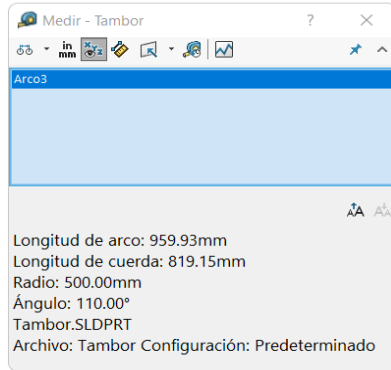 Medir - Tambor
in
mm
XYZ
Arco3
Longitud de arco: 959.93mm
Longitud de cuerda: 819.15mm
Radio: 500.00mm
Ángulo: 110.00°
Tambor.SLDPRT
Archivo: Tambor Configuración: Predeterminado